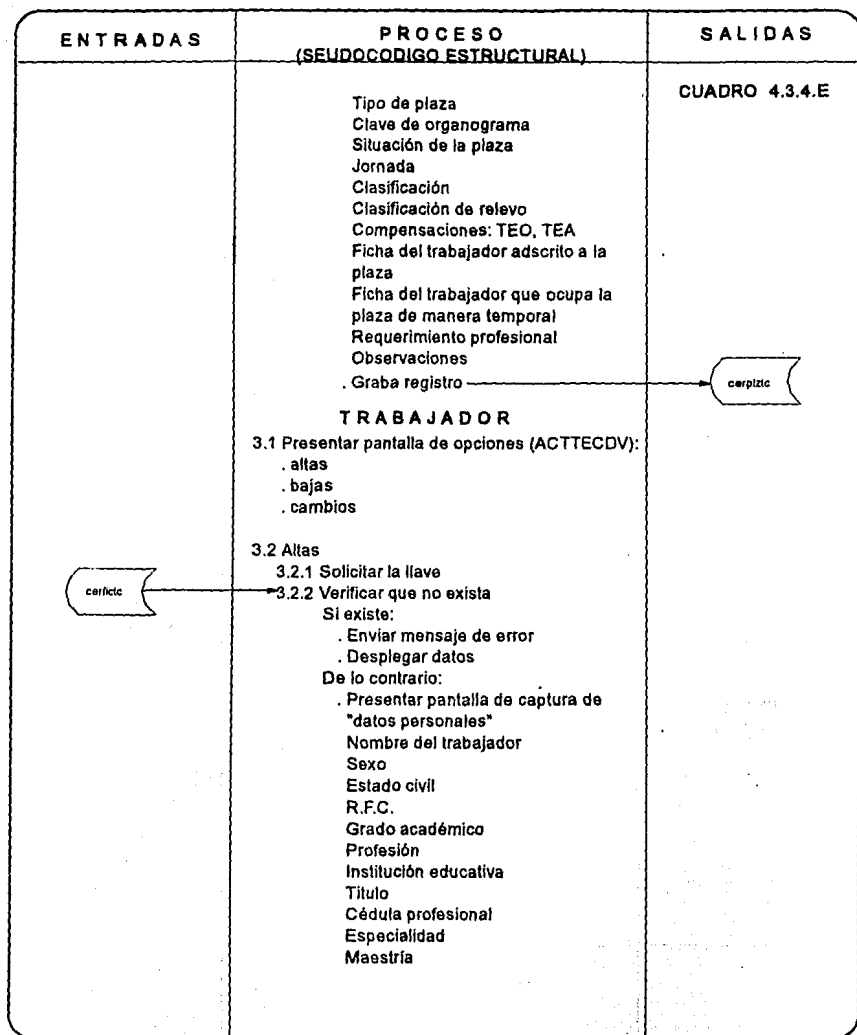 ENTRADAS
PROCESO
(SEUDOCODIGO ESTRUCTURAL)
SALIDAS
CUADRO 4.3.4.E
Tipo de plaza
Clave de organograma
Situación de la plaza
Jornada
Clasificación
Clasificación de relevo
Compensaciones: TEO, TEA
Ficha del trabajador adscrito a la
plaza
Ficha del trabajador que ocupa la
plaza de manera temporal
Requerimiento profesional
Observaciones
. Graba registro
cerplztc
TRABAJADOR
3.1 Presentar pantalla de opciones (ACTTECDV):
. altas
. bajas
. cambios
3.2 Altas
3.2.1 Solicitar la llave
cerfictc
3.2.2 Verificar que no exista
Si existe:
. Enviar mensaje de error
. Desplegar datos
De lo contrario:
. Presentar pantalla de captura de
"datos personales"
Nombre del trabajador
Sexo
Estado civil
R.F.C.
Grado académico
Profesión
Institución educativa
Título
Cédula profesional
Especialidad
Maestría